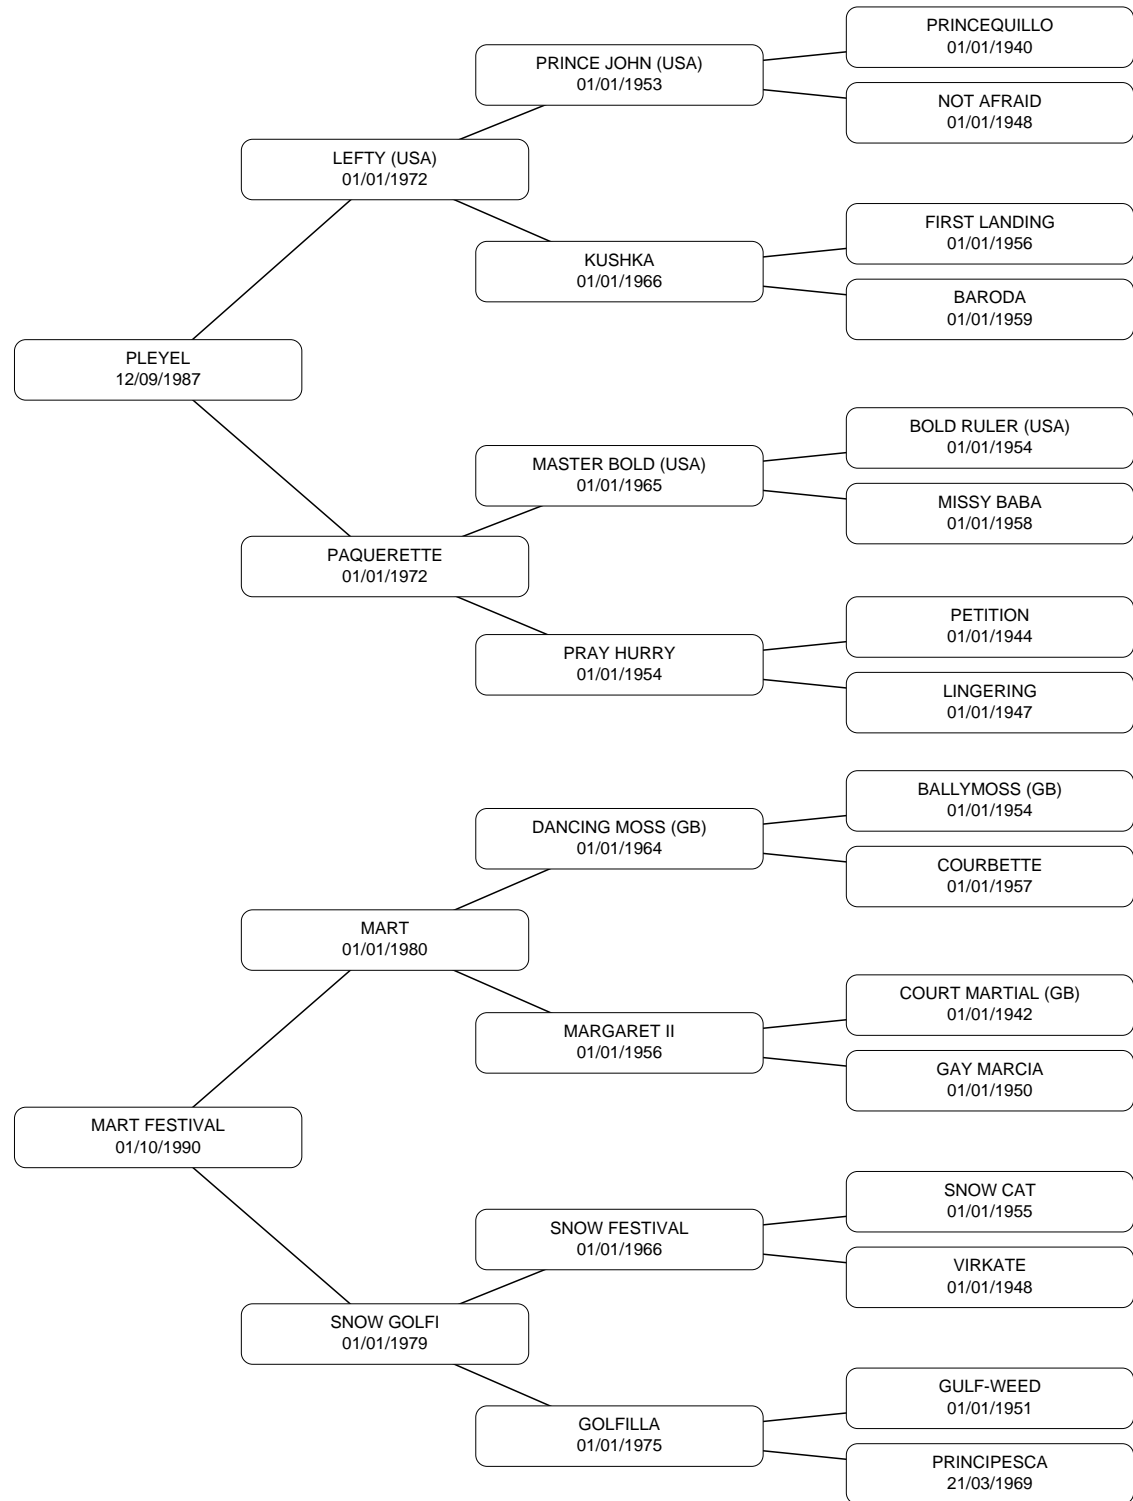 PRINCEQUILLO
01/01/1940
PRINCE JOHN (USA)
01/01/1953
NOT AFRAID
01/01/1948
LEFTY (USA)
01/01/1972
FIRST LANDING
01/01/1956
KUSHKA
01/01/1966
BARODA
01/01/1959
PLEYEL
12/09/1987
BOLD RULER (USA)
01/01/1954
MASTER BOLD (USA)
01/01/1965
MISSY BABA
01/01/1958
PAQUERETTE
01/01/1972
PETITION
01/01/1944
PRAY HURRY
01/01/1954
LINGERING
01/01/1947
BALLYMOSS (GB)
01/01/1954
DANCING MOSS (GB)
01/01/1964
COURBETTE
01/01/1957
MART
01/01/1980
COURT MARTIAL (GB)
01/01/1942
MARGARET II
01/01/1956
GAY MARCIA
01/01/1950
MART FESTIVAL
01/10/1990
SNOW CAT
01/01/1955
SNOW FESTIVAL
01/01/1966
VIRKATE
01/01/1948
SNOW GOLFI
01/01/1979
GULF-WEED
01/01/1951
GOLFILLA
01/01/1975
PRINCIPESCA
21/03/1969